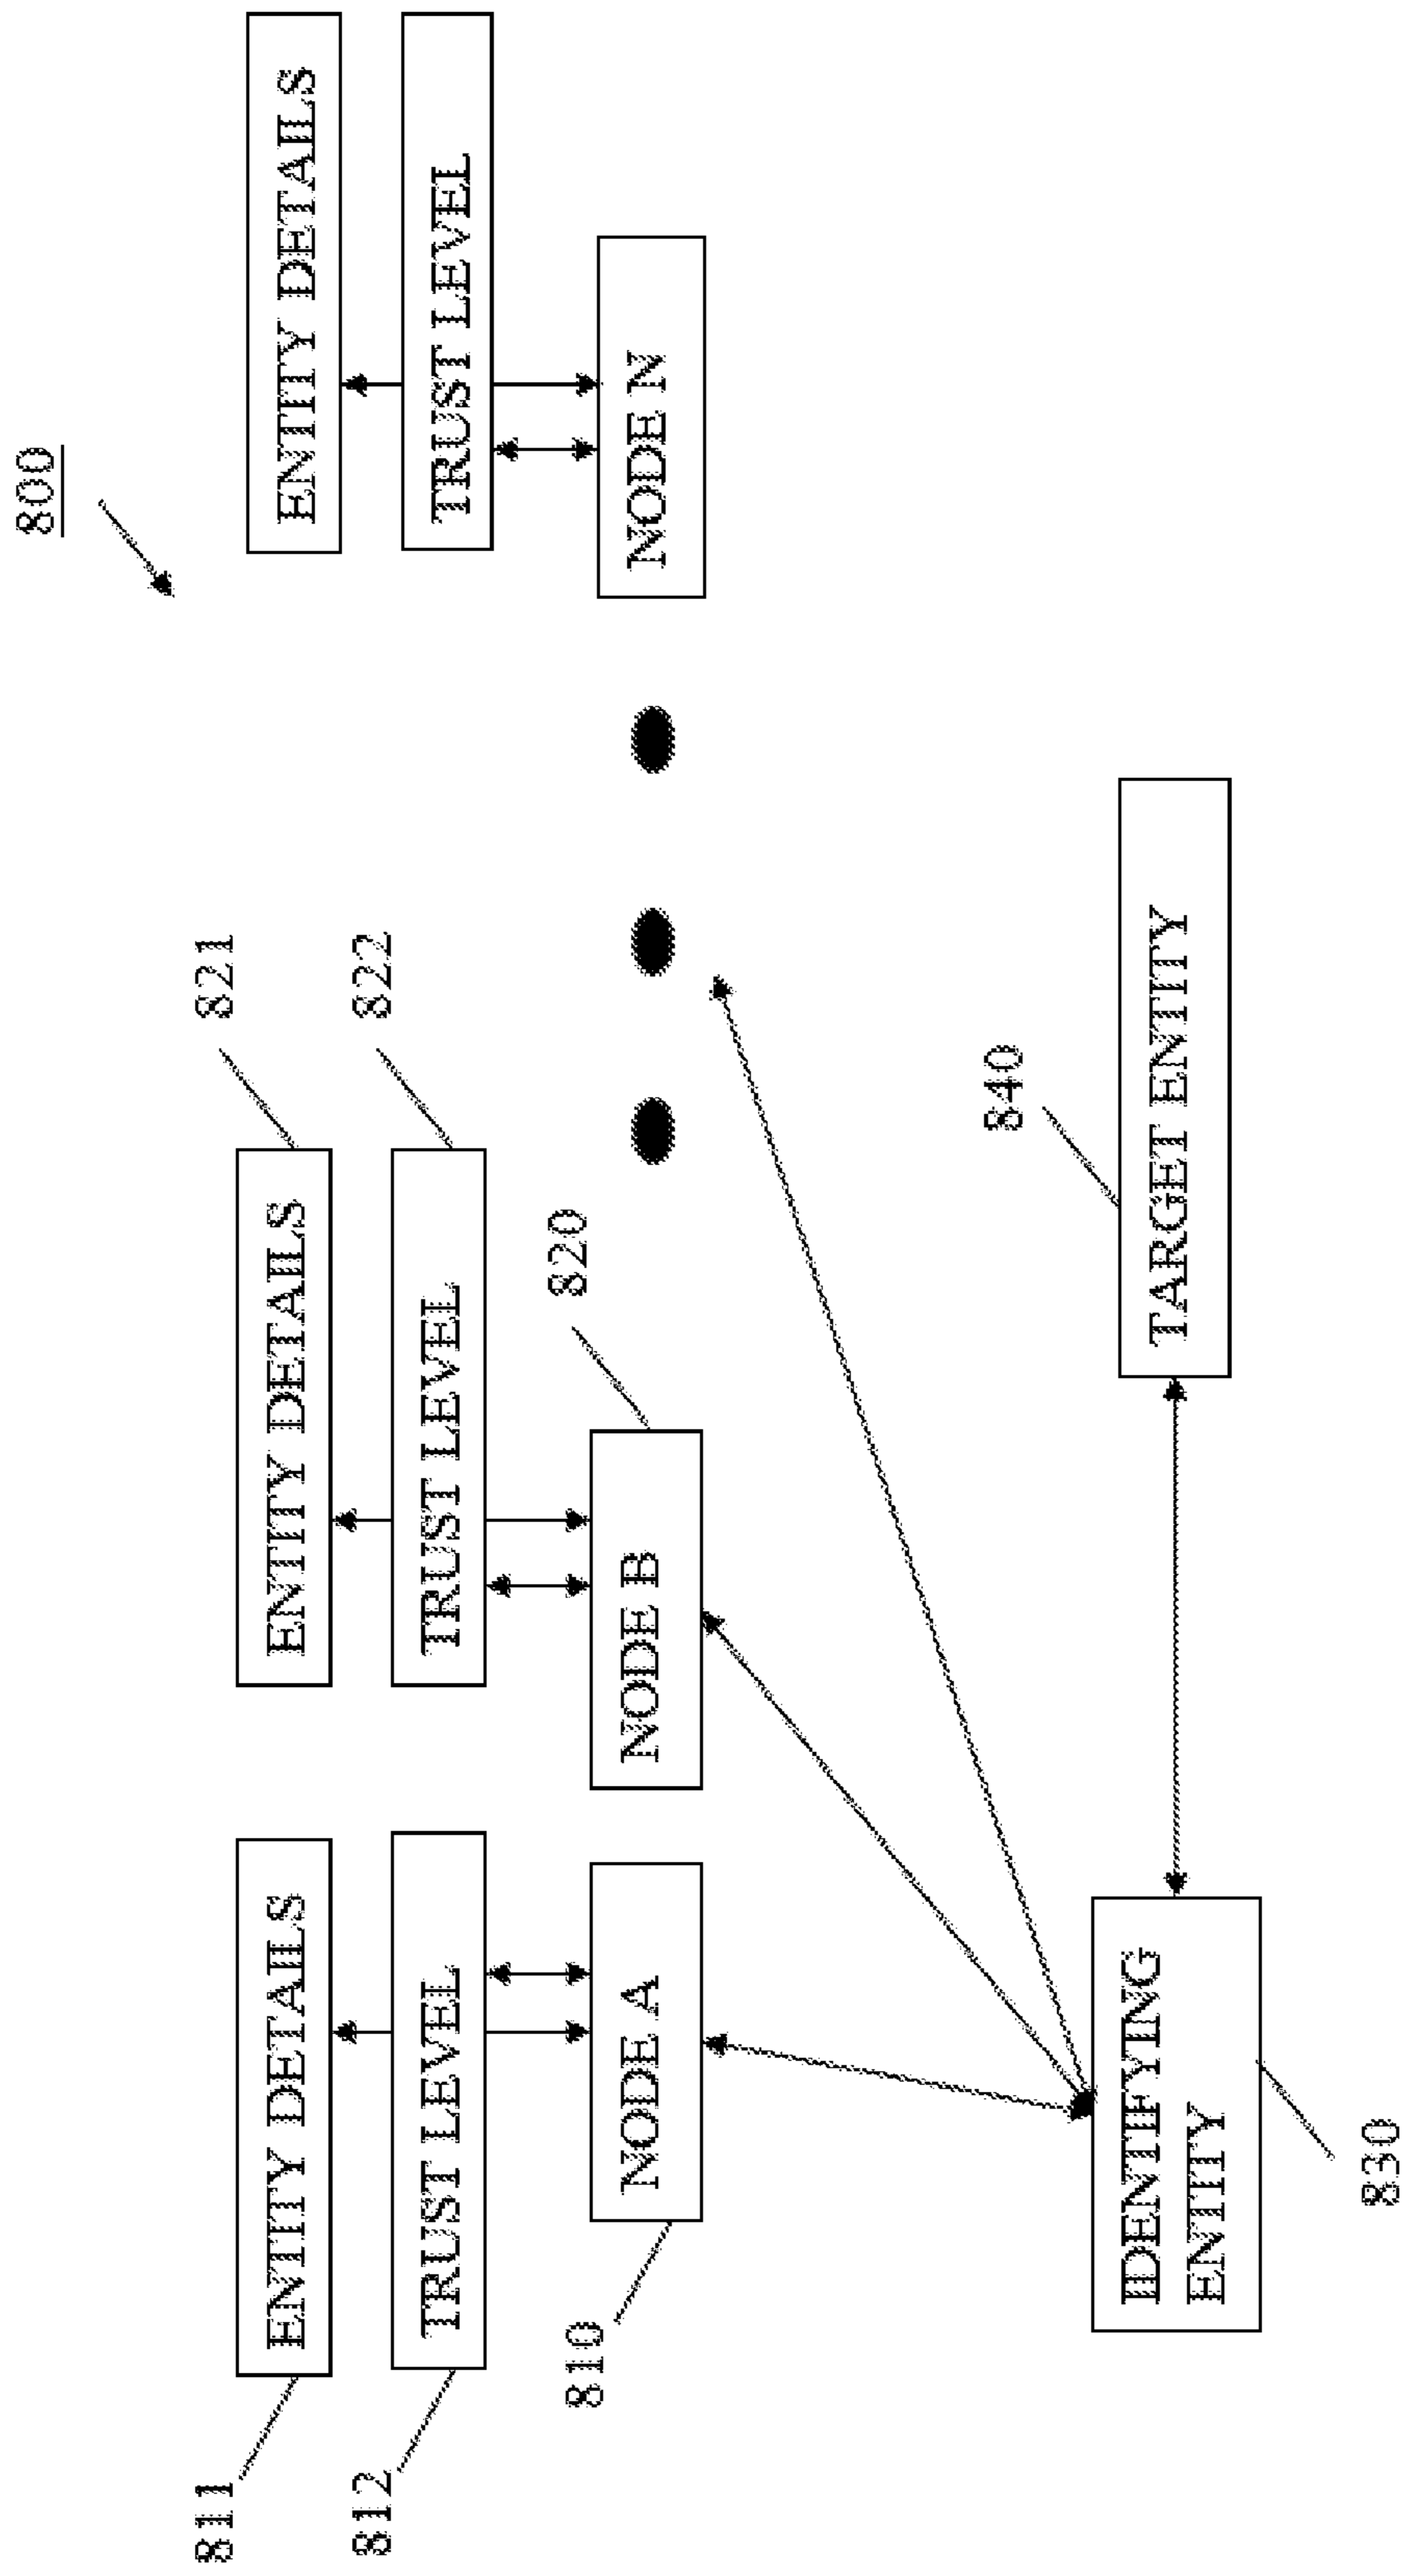 800
811
ENTITY DETAILS
821
ENTITY DETAILS
ENTITY DETAILS
812
TRUST LEVEL
822
TRUST LEVEL
TRUST LEVEL
810
NODE A
820
NODE B
NODE N
840
IDENTIFYING
ENTITY
TARGET ENTITY
830